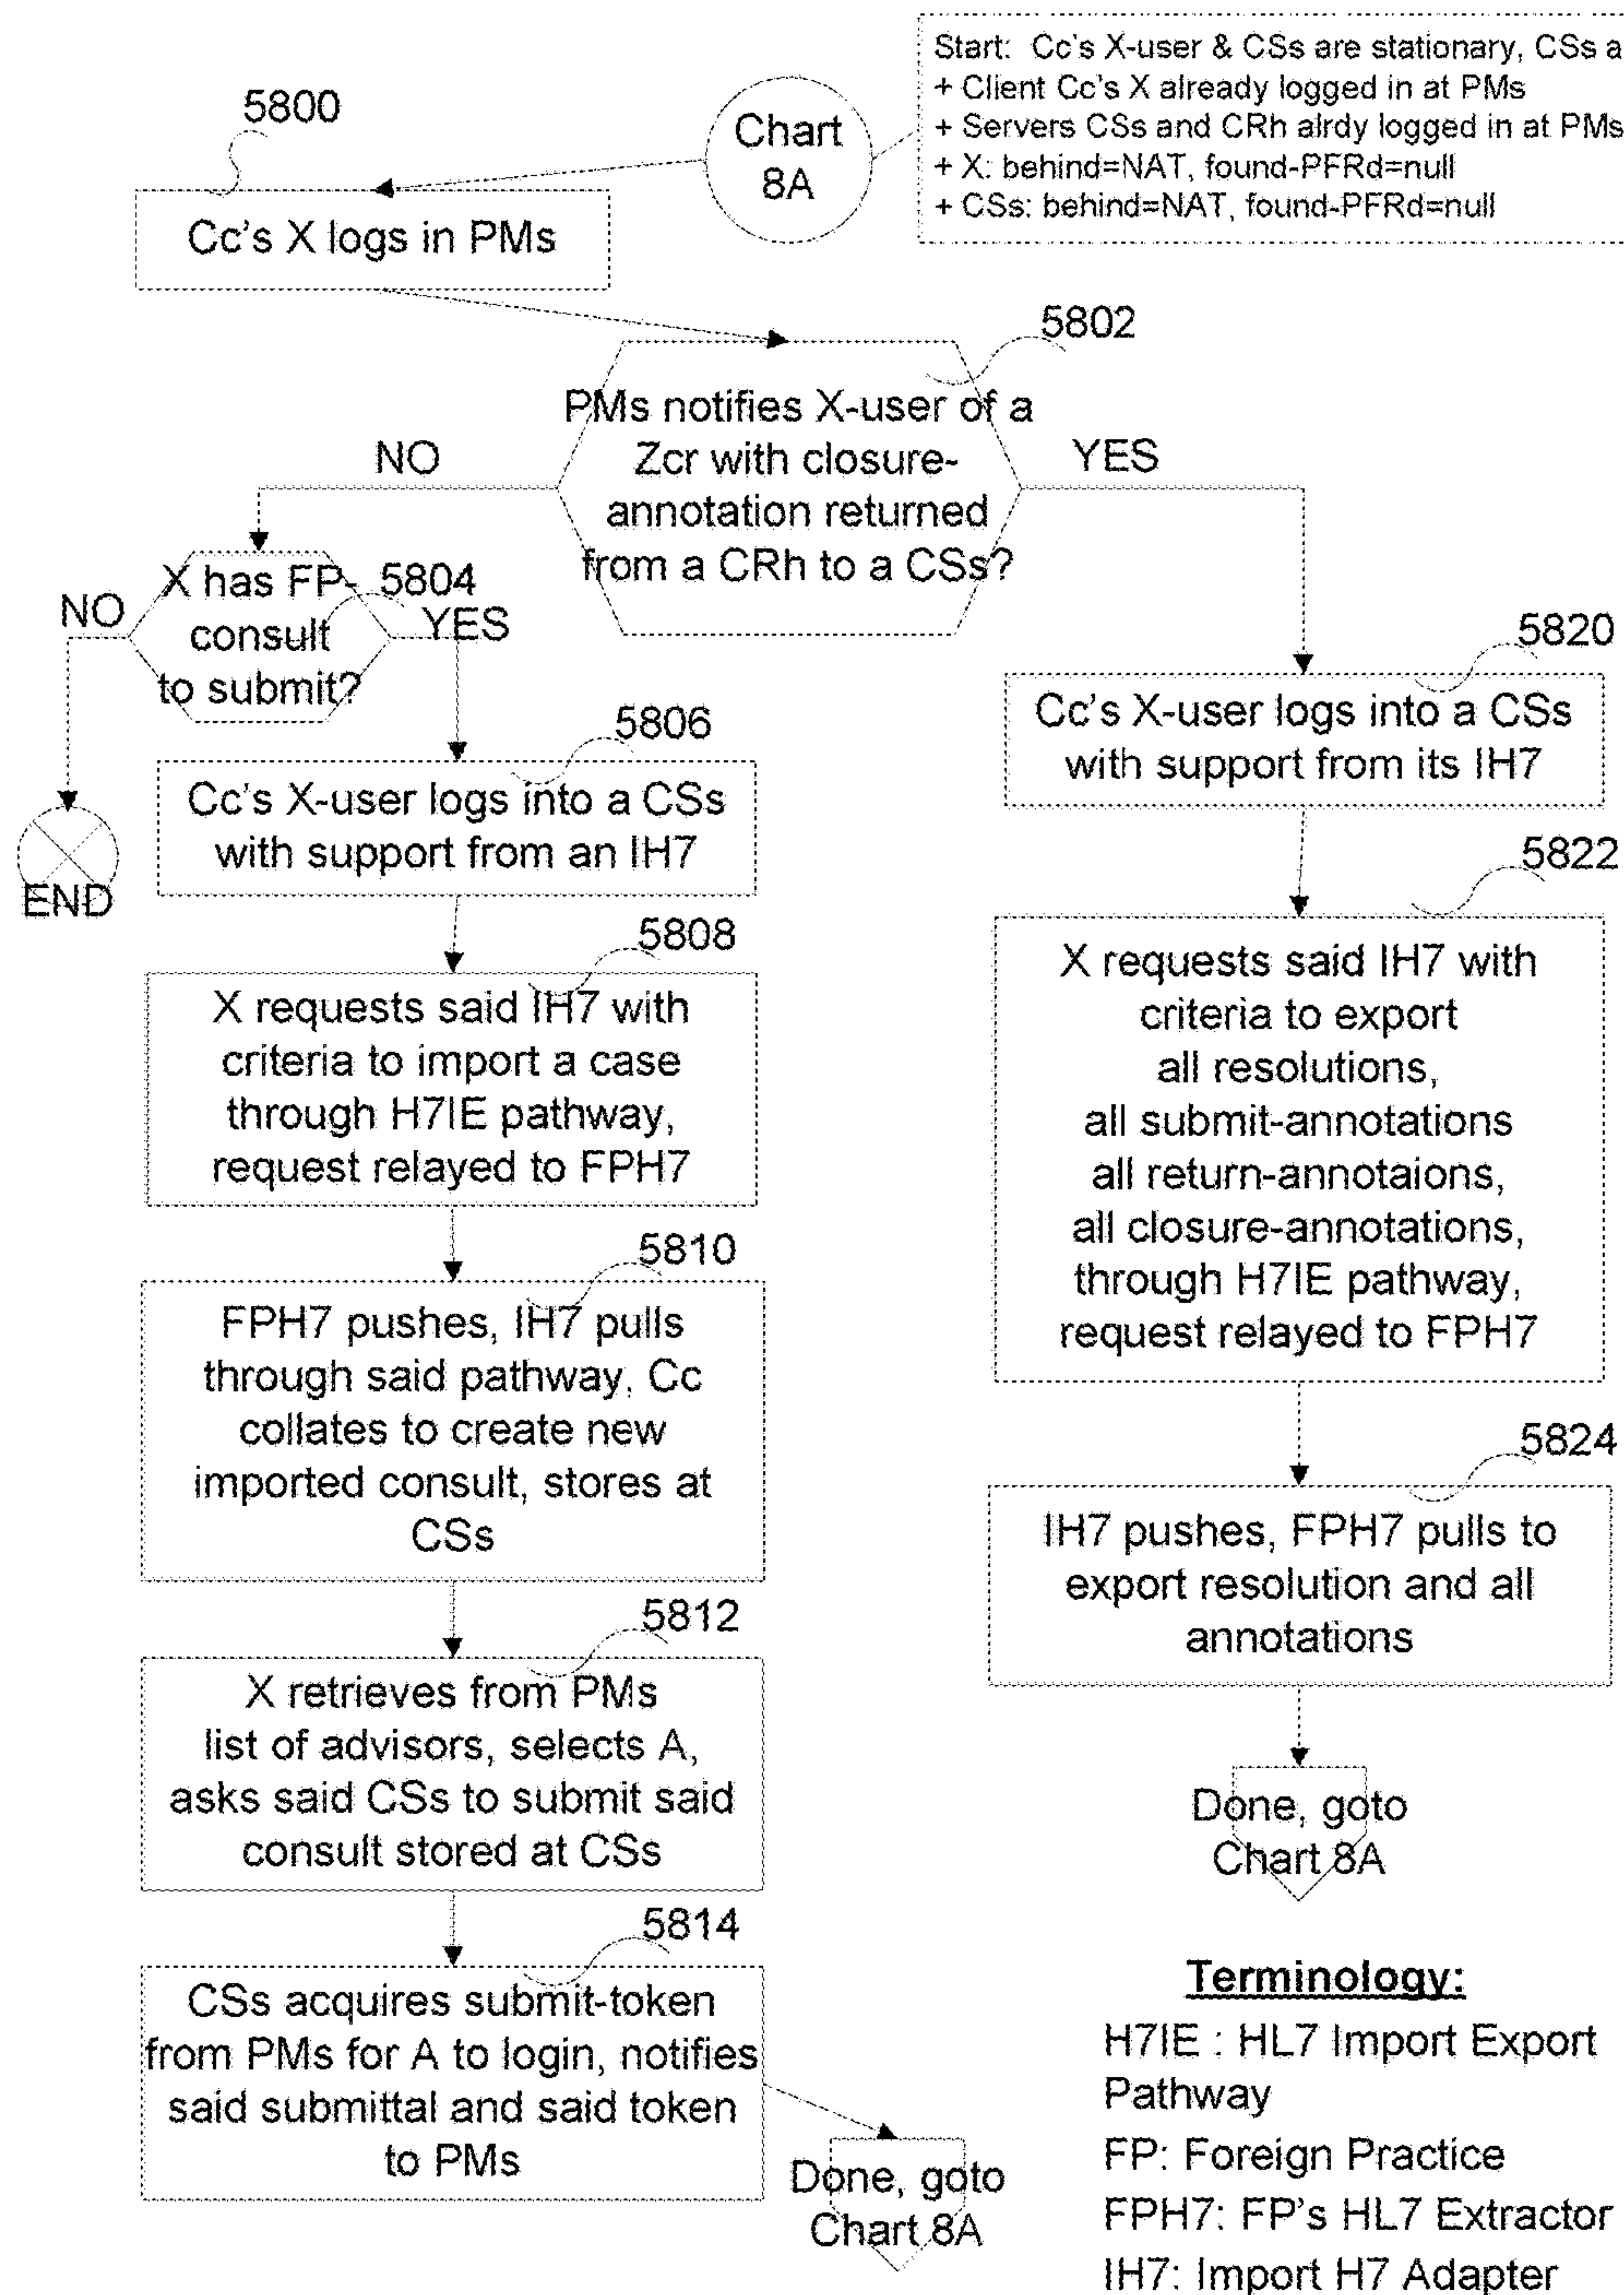 Start: Cc's X-user & CSs are stationary, CSs a
+ Client Cc's X already logged in at PMs
+ Servers CSs and CRh alrdy logged in at PMs
+ X: behind=NAT, found-PFRd=null
+ CSs: behind=NAT, found-PFRd=null
Chart
8A
5800
Cc's X logs in PMs
5802
PMs notifies X-user of a
Zcr with closure-
annotation returned
from a CRh to a CSs?
NO
YES
5804
X has FP-
consult
to submit?
NO
YES
END
5806
Cc's X-user logs into a CSs
with support from an IH7
5808
X requests said IH7 with
criteria to import a case
through H7IE pathway,
request relayed to FPH7
5810
FPH7 pushes, IH7 pulls
through said pathway, Cc
collates to create new
imported consult, stores at
CSs
5812
X retrieves from PMs
list of advisors, selects A,
asks said CSs to submit said
consult stored at CSs
5814
CSs acquires submit-token
from PMs for A to login, notifies
said submittal and said token
to PMs
Done, goto
Chart 8A
5820
Cc's X-user logs into a CSs
with support from its IH7
5822
X requests said IH7 with
criteria to export
all resolutions,
all submit-annotations
all return-annotaions,
all closure-annotations,
through H7IE pathway,
request relayed to FPH7
5824
IH7 pushes, FPH7 pulls to
export resolution and all
annotations
Done, goto
Chart 8A
Terminology:
H7IE : HL7 Import Export
Pathway
FP: Foreign Practice
FPH7: FP's HL7 Extractor
IH7: Import H7 Adapter